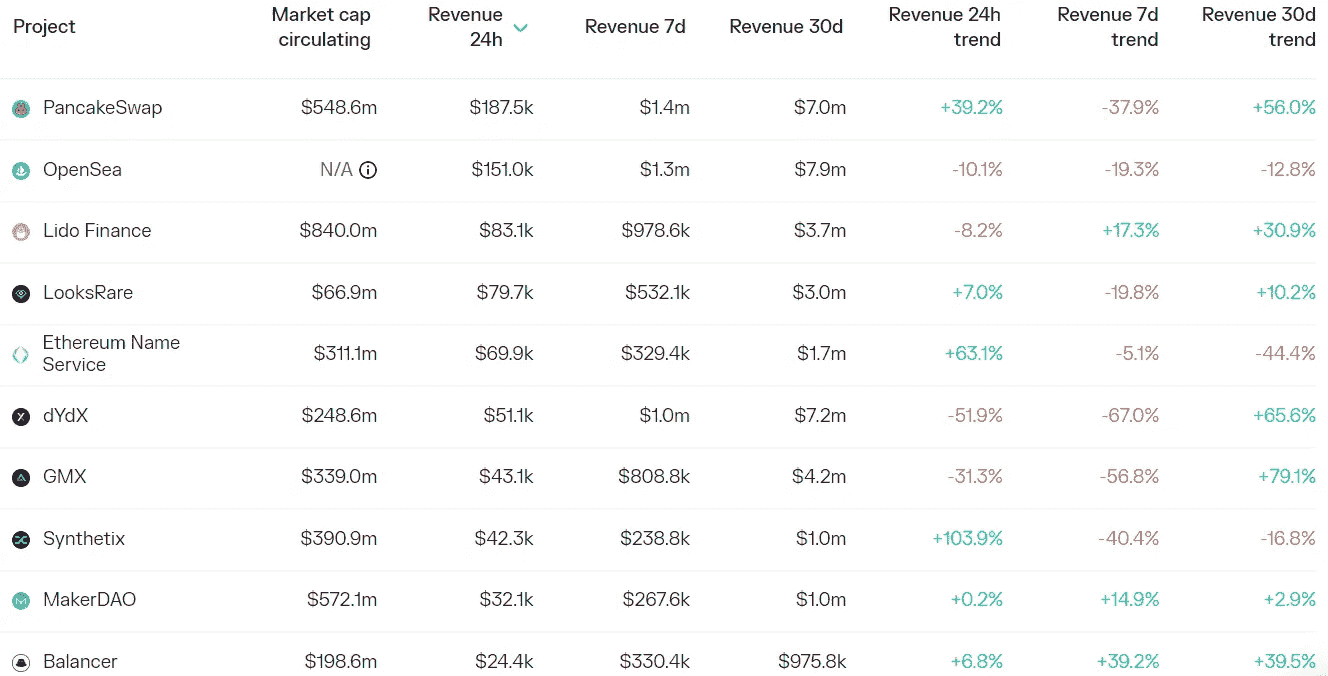 Project Market cap circulating Revenue 24h Revenue 7d Revenue 30d Revenue 24h trend Revenue 7d trend Revenue 30d trend
PancakeSwap $548.6m $187.5k $1.4m $7.0m +39.2% -37.9% +56.0%
OpenSea N/A $151.0k $1.3m $7.9m -10.1% -19.3% -12.8%
Lido Finance $840.0m $83.1k $978.6k $3.7m -8.2% +17.3% +30.9%
LooksRare $66.9m $79.7k $532.1k $3.0m +7.0% -19.8% +10.2%
Ethereum Name Service $311.1m $69.9k $329.4k $1.7m +63.1% -5.1% -44.4%
dYdX $248.6m $51.1k $1.0m $7.2m -51.9% -67.0% +65.6%
GMX $339.0m $43.1k $808.8k $4.2m -31.3% -56.8% +79.1%
Synthetix $390.9m $42.3k $238.8k $1.0m +103.9% -40.4% -16.8%
MakerDAO $572.1m $32.1k $267.6k $1.0m +0.2% +14.9% +2.9%
Balancer $198.6m $24.4k $330.4k $975.8k +6.8% +39.2% +39.5%